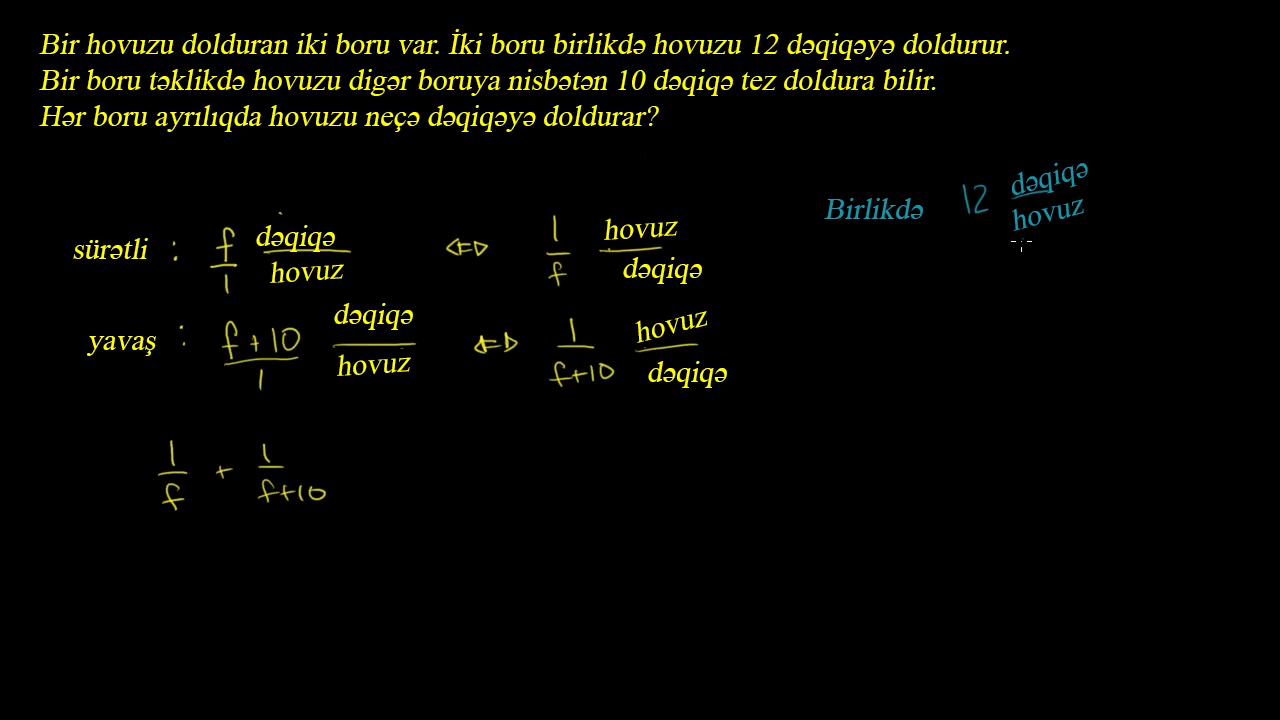 Bir hovuzu dolduran iki boru var. İki boru birlikdə hovuzu 12 dəqiqəyə doldurur.
Bir boru təklikdə hovuzu digər boruya nisbətən 10 dəqiqə tez doldura bilir.
Hər boru ayrılıqda hovuzu neçə dəqiqəyə doldurar?
Birlikdə 12 dəqiqə/hovuz
sürətli : f/1 dəqiqə/hovuz ⇔ 1/f hovuz/dəqiqə
yavaş : f+10/1 dəqiqə/hovuz ⇔ 1/f+10 hovuz/dəqiqə
1/f + 1/f+10